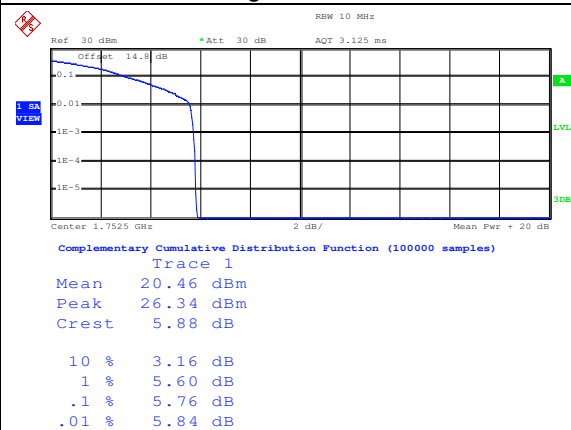 RBW 10 MHz
Ref 30 dBm *Att 30 dB AQT 3.125 ms
Offset 14.8 dB
0.1
A
0.01
1 SA
VIEW
1E-3
LVL
1E-4
1E-5
3DB
Center 1.7525 GHz 2 dB/ Mean Pwr + 20 dB
Complementary Cumulative Distribution Function (100000 samples)
Trace 1
Mean 20.46 dBm
Peak 26.34 dBm
Crest 5.88 dB
10 % 3.16 dB
1 % 5.60 dB
.1 % 5.76 dB
.01 % 5.84 dB